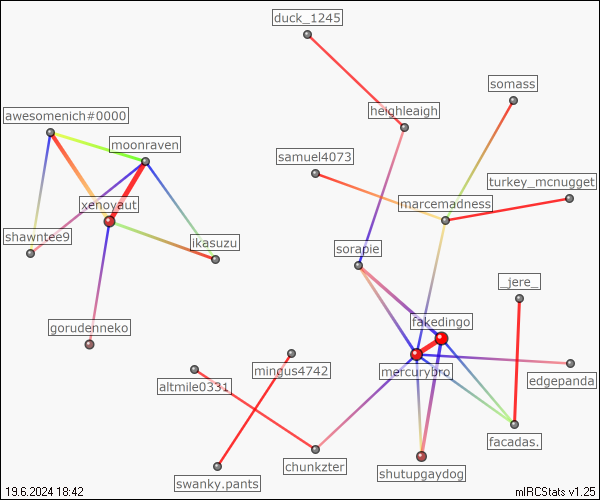 duck_1245
somass
awesomenich#0000
heighleaigh
moonraven
samuel4073
turkey_mcnugget
xenoyaut
marcemadness
shawntee9
ikasuzu
sorapie
_jere_
gorudenneko
fakedingo
mingus4742
mercurybro
edgepanda
altmile0331
facadas.
chunkzter
shutupgaydog
swanky.pants
19.6.2024 18:42
mIRCStats v1.25